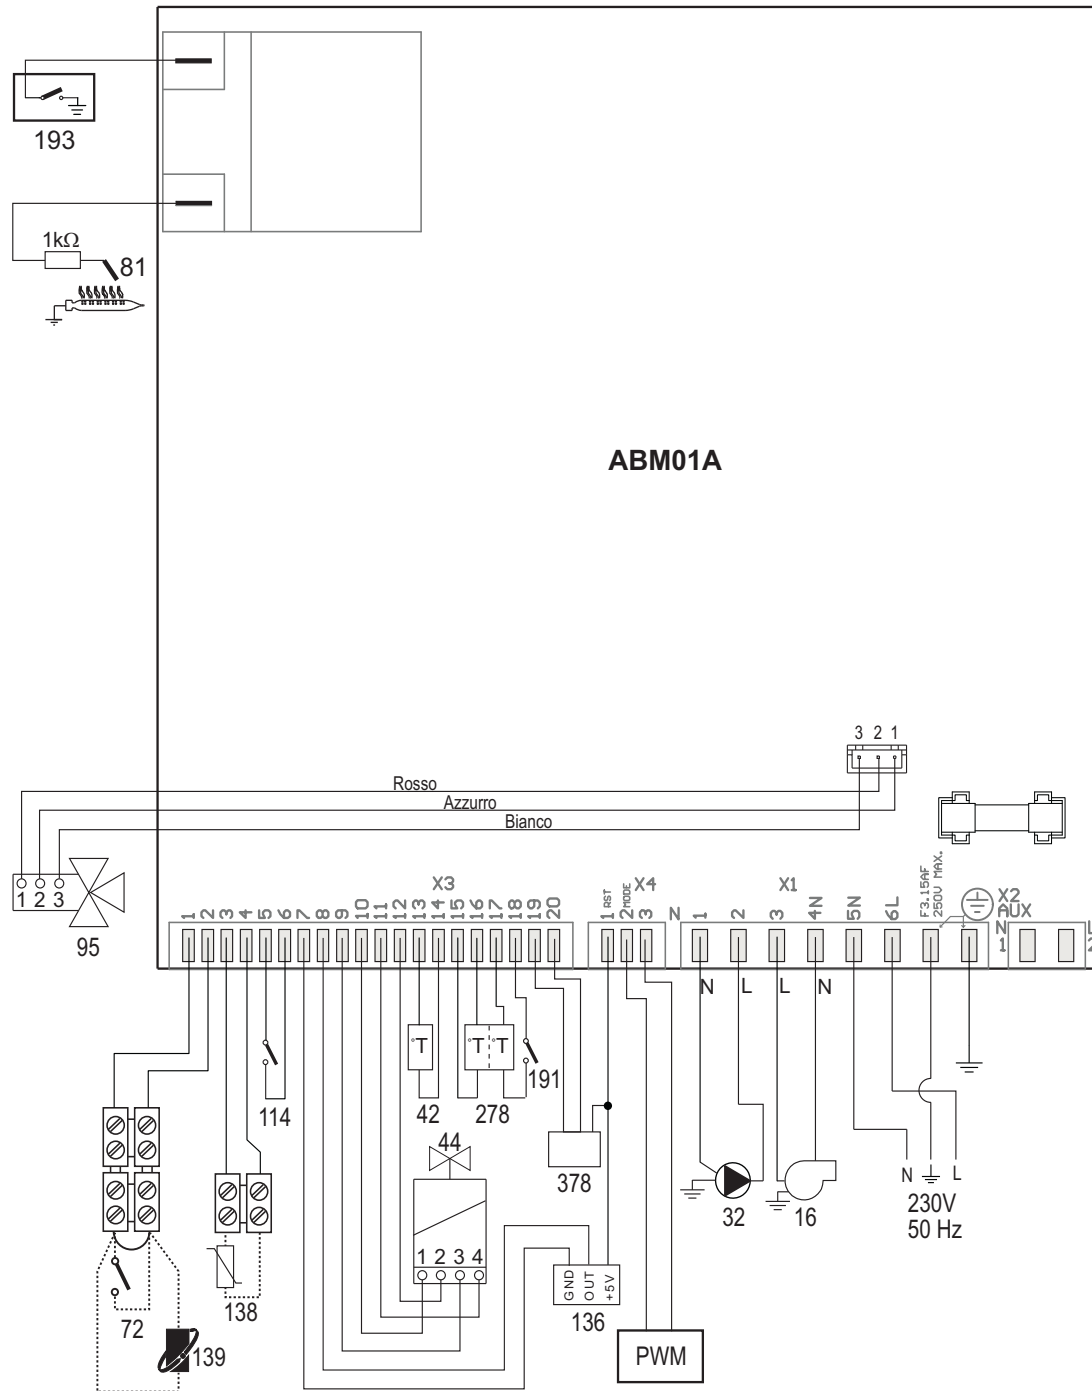 193
1kΩ
81
ABM01A
3 2 1
Rosso
Azzurro
Bianco
1 2 3
95
X3
1 2 3 4 5 6 7 8 9 10 11 12 13 14 15 16 17 18 19 20
X4
1 RST
2 MODE
3
N
X1
1 2 3 4N 5N 6L
F3.15AF
250V MAX.
X2
AUX
N
1
L
2
N L L N
°T
°T °T
114
42
278
191
44
378
32
16
N L
230V
50 Hz
1 2 3 4
GND
OUT
+5V
136
72
138
139
PWM